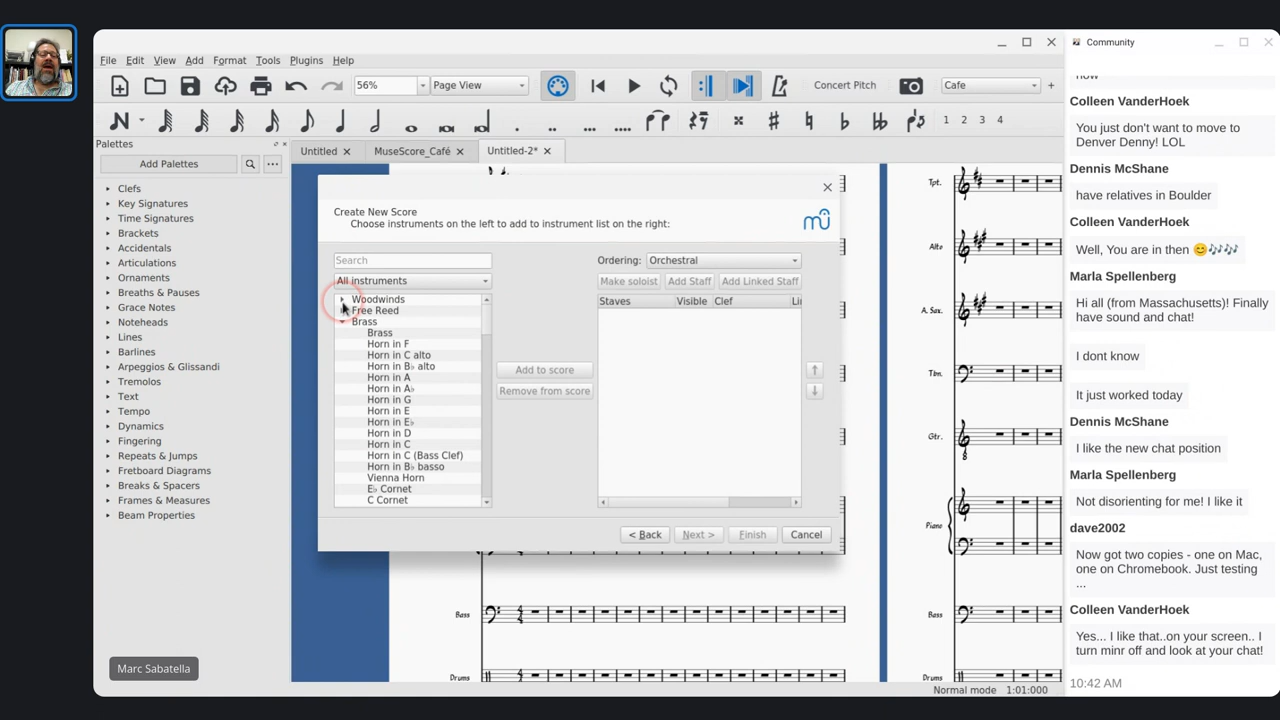 File Edit View Add Format Tools Plugins Help
56% Page View Concert Pitch Cafe +
1 2 3 4
Palettes
Add Palettes
Clefs
Key Signatures
Time Signatures
Brackets
Accidentals
Articulations
Ornaments
Breaths & Pauses
Grace Notes
Noteheads
Lines
Barlines
Arpeggios & Glissandi
Tremolos
Text
Tempo
Dynamics
Fingering
Repeats & Jumps
Fretboard Diagrams
Breaks & Spacers
Frames & Measures
Beam Properties
Marc Sabatella
Untitled MuseScore_Café Untitled-2*
Create New Score
Choose instruments on the left to add to instrument list on the right:
Search
All instruments
Woodwinds
Free Reed
Brass
Brass
Horn in F
Horn in C alto
Horn in B♭ alto
Horn in A
Horn in A♭
Horn in G
Horn in E
Horn in E♭
Horn in D
Horn in C
Horn in C (Bass Clef)
Horn in B♭ basso
Vienna Horn
E♭ Cornet
C Cornet
Add to score
Remove from score
Ordering: Orchestral
Make soloist Add Staff Add Linked Staff
Staves Visible Clef Li
< Back Next > Finish Cancel
Bass
Drums
Tpt.
Alto
A. Sax.
Tbn.
Gtr.
Piano
Bass
Drums
Normal mode 1:01:000
Community
now
Colleen VanderHoek
You just don't want to move to
Denver Denny! LOL
Dennis McShane
have relatives in Boulder
Colleen VanderHoek
Well, You are in then 😊🎶🎶
Marla Spellenberg
Hi all (from Massachusetts)! Finally
have sound and chat!
I dont know
It just worked today
Dennis McShane
I like the new chat position
Marla Spellenberg
Not disorienting for me! I like it
dave2002
Now got two copies - one on Mac,
one on Chromebook. Just testing
...
Colleen VanderHoek
Yes... I like that..on your screen.. I
turn minr off and look at your chat!
10:42 AM